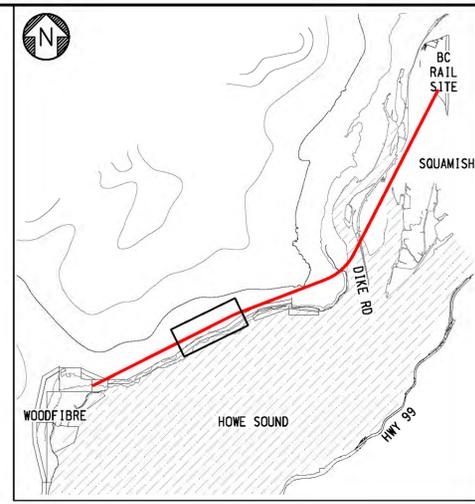 N
BC
RAIL
SITE
SQUAMISH
DIKE RD
WOODFIBRE
HOWE SOUND
HWY 99